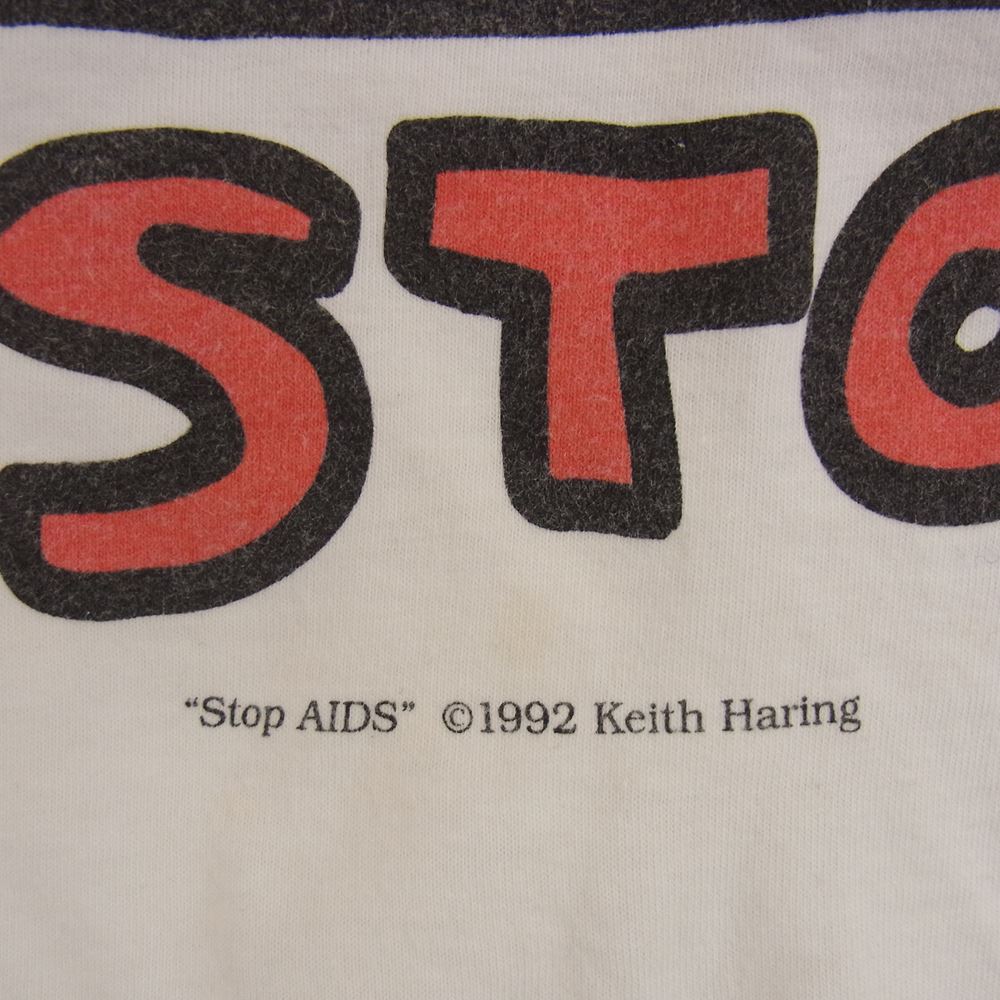 STO
“Stop AIDS” ©1992 Keith Haring